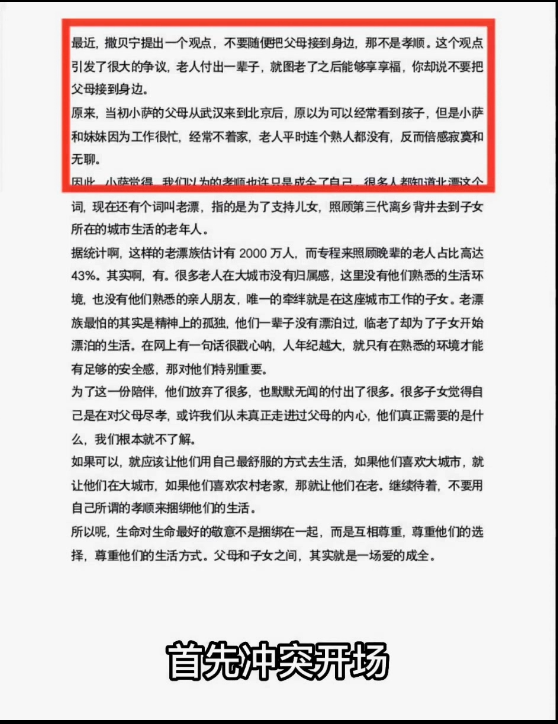 最近，撒贝宁提出一个观点，不要随便把父母接到身边，那不是孝顺。这个观点
引发了很大的争议，老人付出一辈子，就图老了之后能够享享福，你却说不要把
父母接到身边。
原来，当初小萨的父母从武汉来到北京后，原以为可以经常看到孩子，但是小萨
和妹妹因为工作很忙，经常不着家，老人平时连个熟人都没有，反而倍感寂寞和
无聊。
因此，小萨觉得，我们以为的孝顺也许只是成全了自己，很多人都知道北漂这个
词，现在还有个词叫老漂，指的是为了支持儿女，照顾第三代离乡背井去到子女
所在的城市生活的老年人。
据统计啊，这样的老漂族估计有 2000 万人，而专程来照顾晚辈的老人占比高达
43%。其实啊，有。很多老人在大城市没有归属感，这里没有他们熟悉的生活环
境，也没有他们熟悉的亲人朋友，唯一的牵绊就是在这座城市工作的子女。老漂
族最怕的其实是精神上的孤独，他们一辈子没有漂泊过，临老了却为了子女开始
漂泊的生活。在网上有一句话很戳心呐，人年纪越大，就只有在熟悉的环境才能
有足够的安全感，那对他们特别重要。
为了这一份陪伴，他们放弃了很多，也默默无闻的付出了很多。很多子女觉得自
己是在对父母尽孝，或许我们从未真正走进过父母的内心，他们真正需要的是什
么，我们根本就不了解。
如果可以，就应该让他们用自己最舒服的方式去生活，如果他们喜欢大城市，就
让他们在大城市，如果他们喜欢农村老家，那就让他们在老。继续待着，不要用
自己所谓的孝顺来捆绑他们的生活。
所以呢，生命对生命最好的敬意不是捆绑在一起，而是互相尊重，尊重他们的选
择，尊重他们的生活方式。父母和子女之间，其实就是一场爱的成全。
首先冲突开场